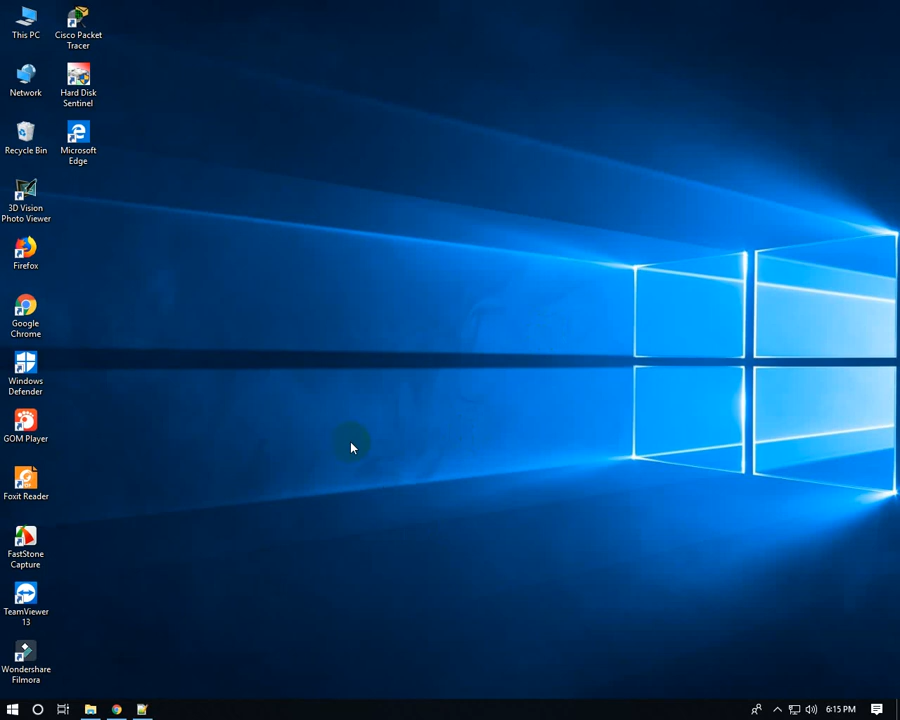 This PC
Cisco Packet
Tracer
Network
Hard Disk
Sentinel
Recycle Bin
Microsoft
Edge
3D Vision
Photo Viewer
Firefox
Google
Chrome
Windows
Defender
GOM Player
Foxit Reader
FastStone
Capture
TeamViewer
13
Wondershare
Filmora
6:15 PM